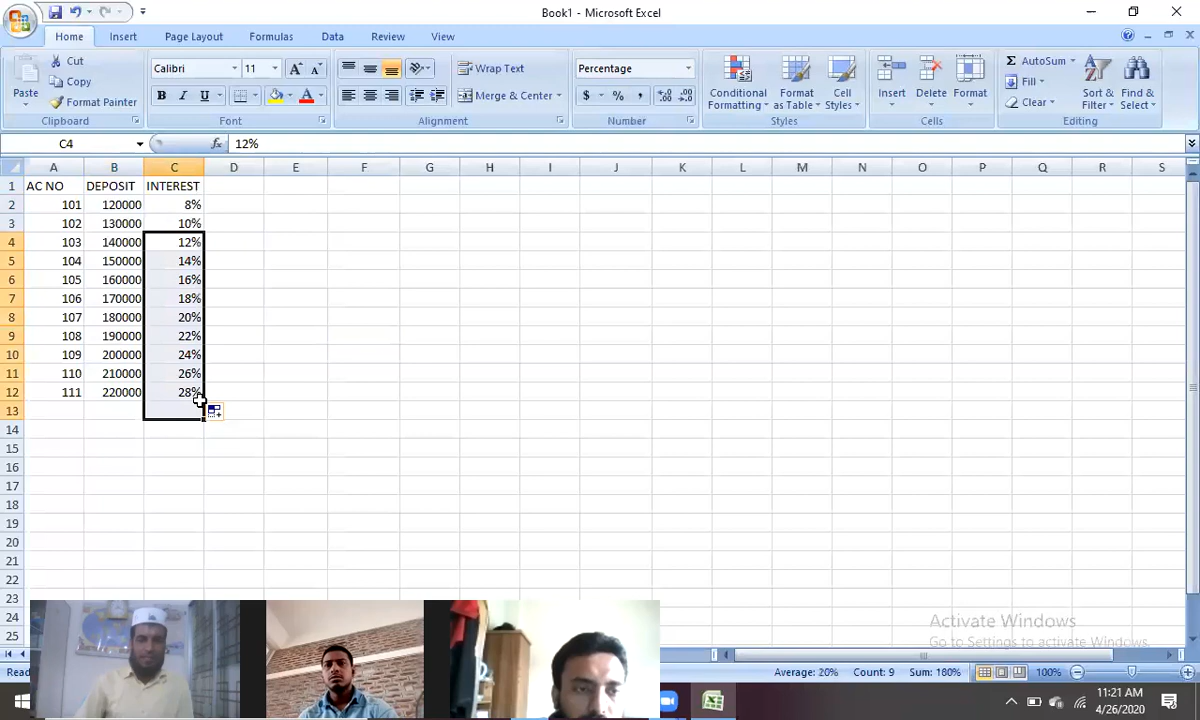 Book1 - Microsoft Excel
Home Insert Page Layout Formulas Data Review View
Paste
Cut
Copy
Format Painter
Clipboard
Calibri 11
B I U
Font
Wrap Text
Merge & Center
Alignment
Percentage
$ % ,
Number
Conditional Formatting
Format as Table
Cell Styles
Styles
Insert Delete Format
Cells
Σ AutoSum
Fill
Clear
Sort & Filter
Find & Select
Editing
C4 fx 12%
A B C D E F G H I J K L M N O P Q R S
1 AC NO DEPOSIT INTEREST
2 101 120000 8%
3 102 130000 10%
4 103 140000 12%
5 104 150000 14%
6 105 160000 16%
7 106 170000 18%
8 107 180000 20%
9 108 190000 22%
10 109 200000 24%
11 110 210000 26%
12 111 220000 28%
13
14
15
16
17
18
19
20
21
22
23
24
25
Activate Windows
Go to Settings to activate Windows.
Average: 20% Count: 9 Sum: 180% 100%
11:21 AM
4/26/2020